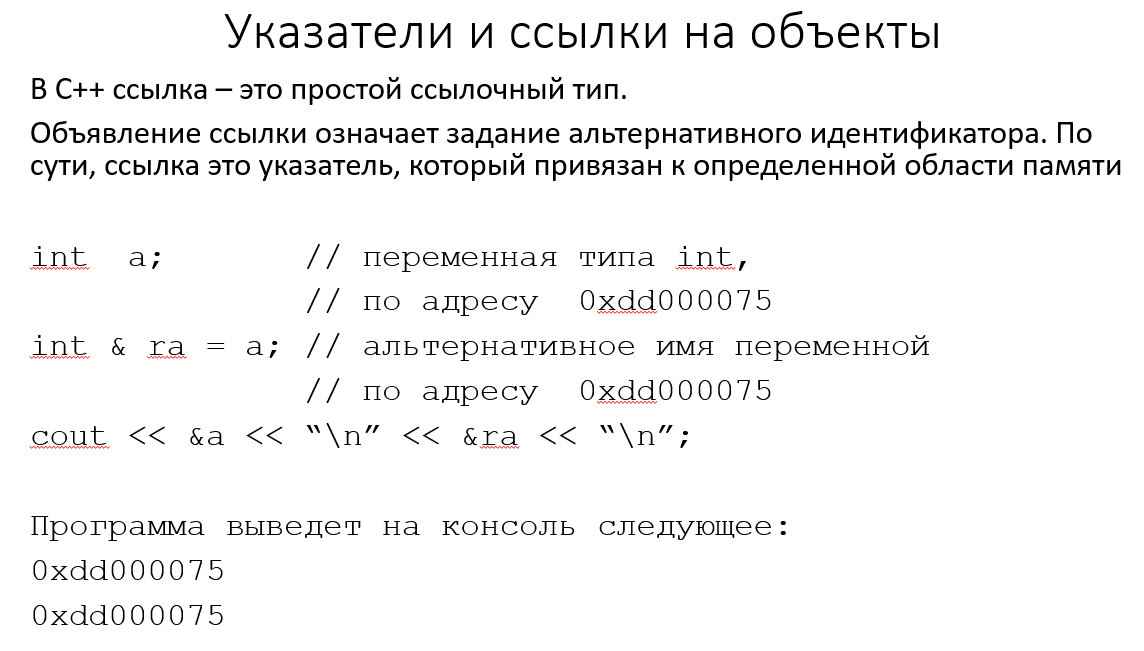 Указатели и ссылки на объекты
В С++ ссылка – это простой ссылочный тип.
Объявление ссылки означает задание альтернативного идентификатора. По
сути, ссылка это указатель, который привязан к определенной области памяти
int  a;       // переменная типа int,
// по адресу  0xdd000075
int & ra = a; // альтернативное имя переменной
// по адресу  0xdd000075
cout << &a << “\n” << &ra << “\n”;
Программа выведет на консоль следующее:
0xdd000075
0xdd000075